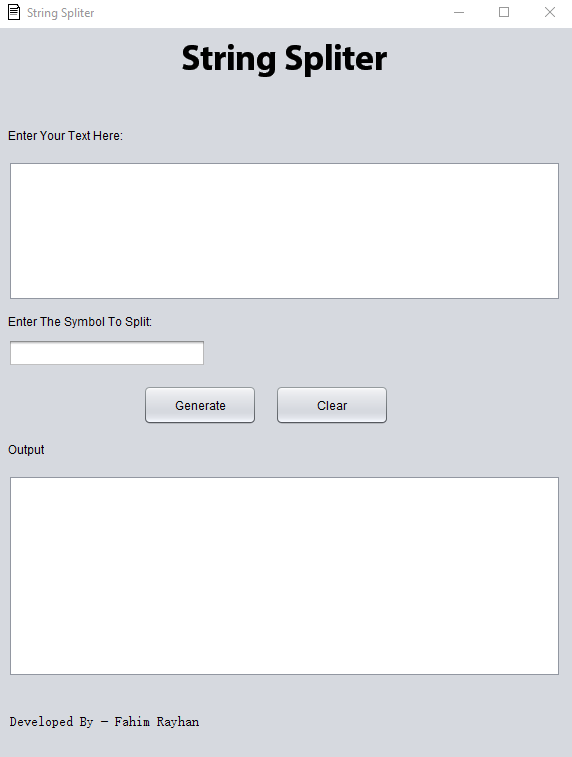 String Spliter
String Spliter
Enter Your Text Here:
Enter The Symbol To Split:
Generate Clear
Output
Developed By - Fahim Rayhan